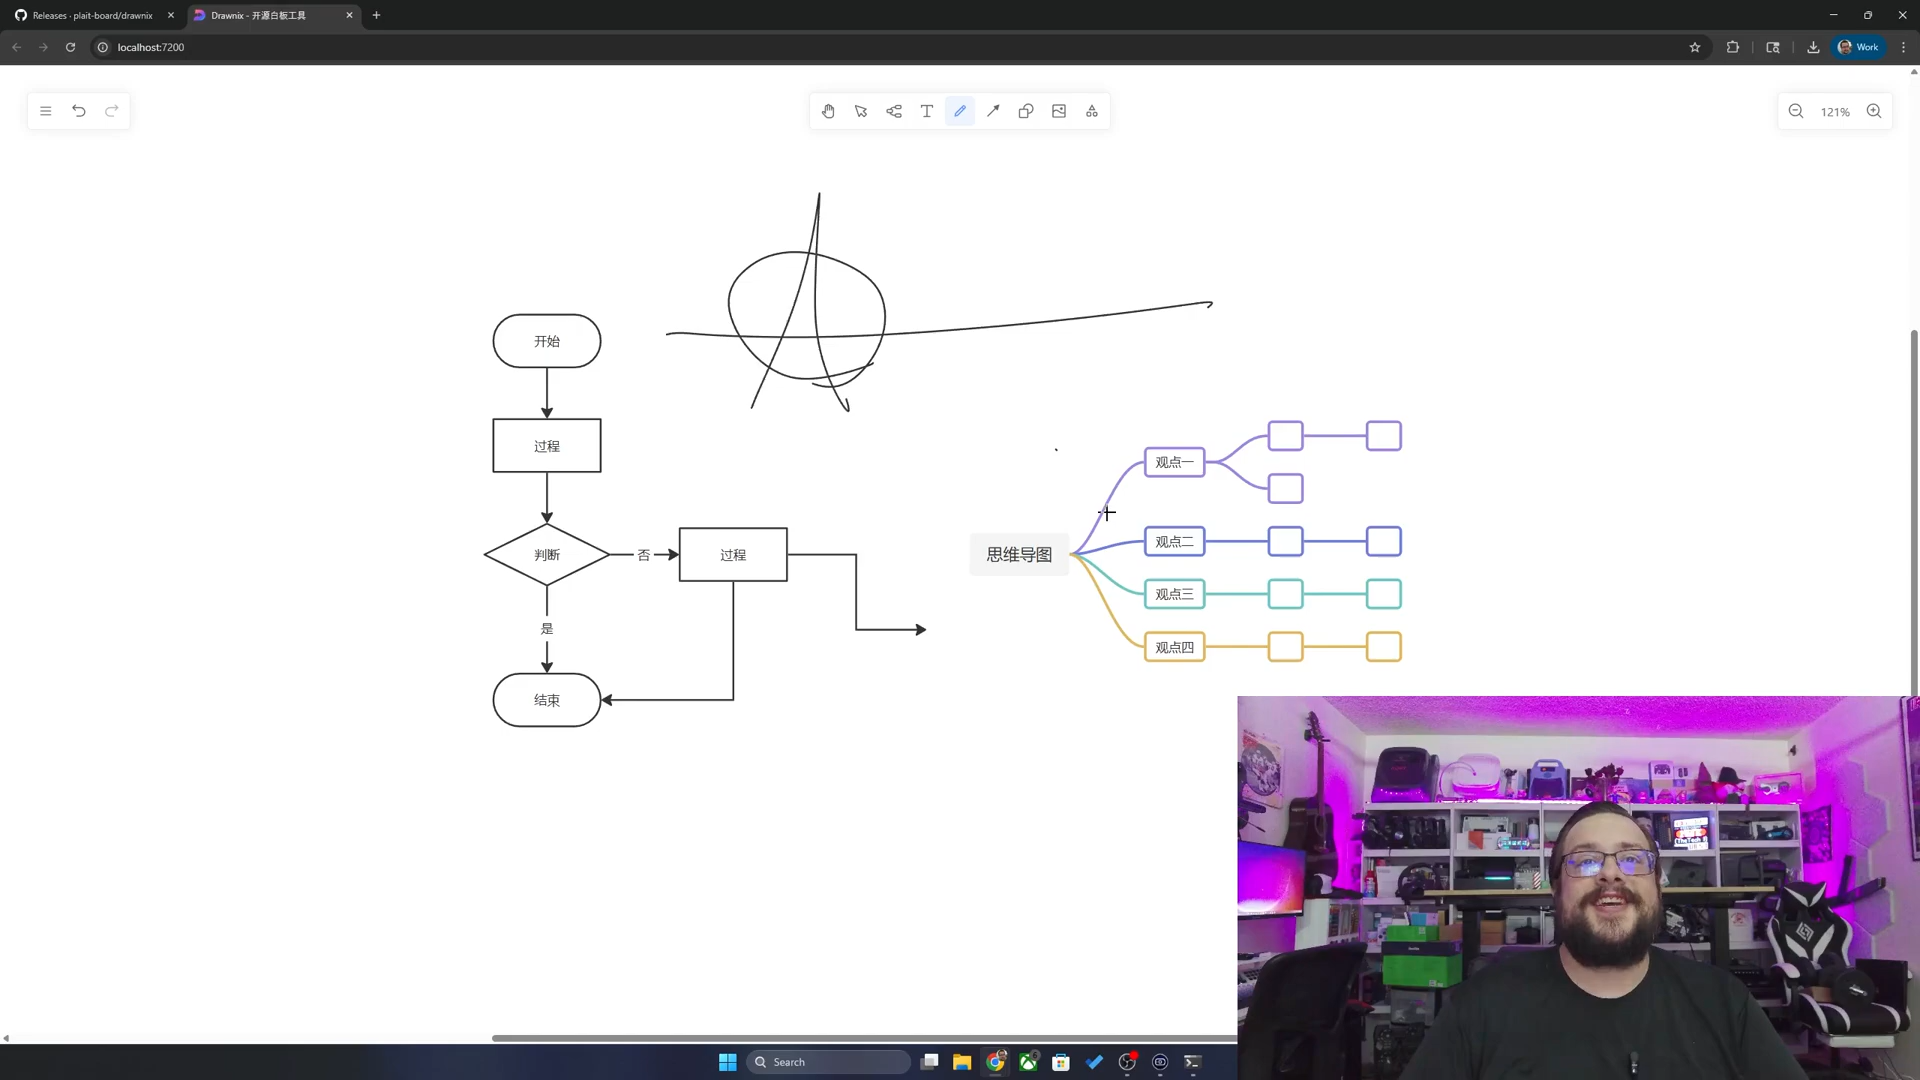 Releases · plait-board/drawnix
Drawnix - 开源白板工具
localhost:7200
Work
121%
开始
过程
判断
否
过程
是
结束
思维导图
观点一
观点二
观点三
观点四
Search